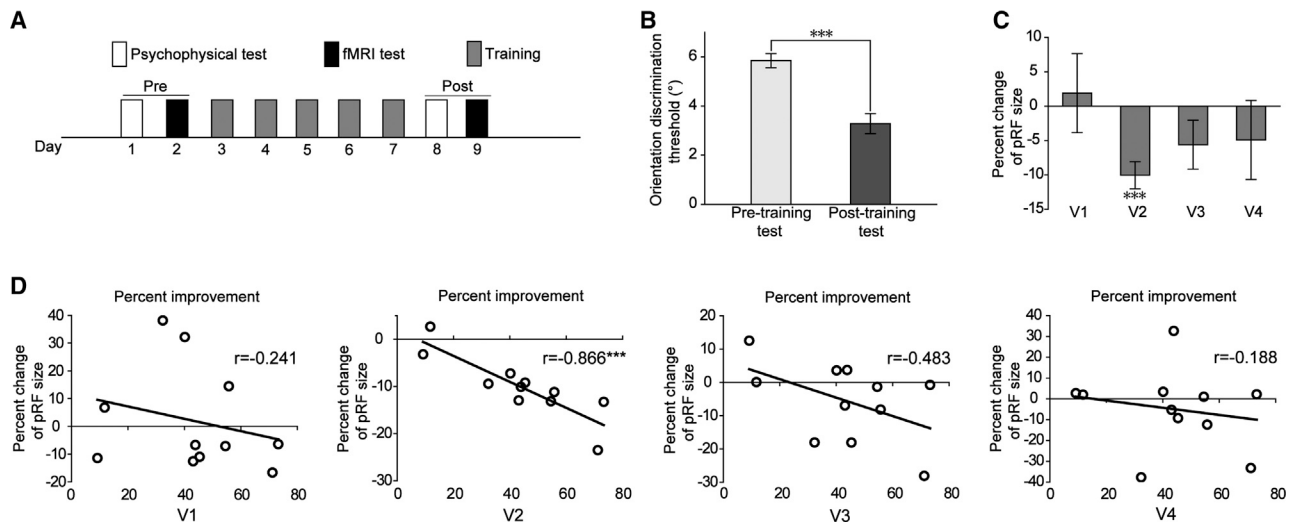 A
Psychophysical test
fMRI test
Training
Pre
Post
Day
1 2 3 4 5 6 7 8 9
B
Orientation discrimination
threshold (°)
6
4
2
0
***
Pre-training
test
Post-training
test
C
Percent change
of pRF size
10
5
0
-5
-10
-15
***
V1 V2 V3 V4
D
Percent improvement
Percent change
of pRF size
40
30
20
10
0
-10
-20
r=-0.241
0 20 40 60 80
V1
Percent improvement
Percent change
of pRF size
0
-10
-20
-30
r=-0.866***
0 20 40 60 80
V2
Percent improvement
Percent change
of pRF size
20
10
0
-10
-20
-30
r=-0.483
0 20 40 60 80
V3
Percent improvement
Percent change
of pRF size
40
30
20
10
0
-10
-20
-30
-40
r=-0.188
0 20 40 60 80
V4